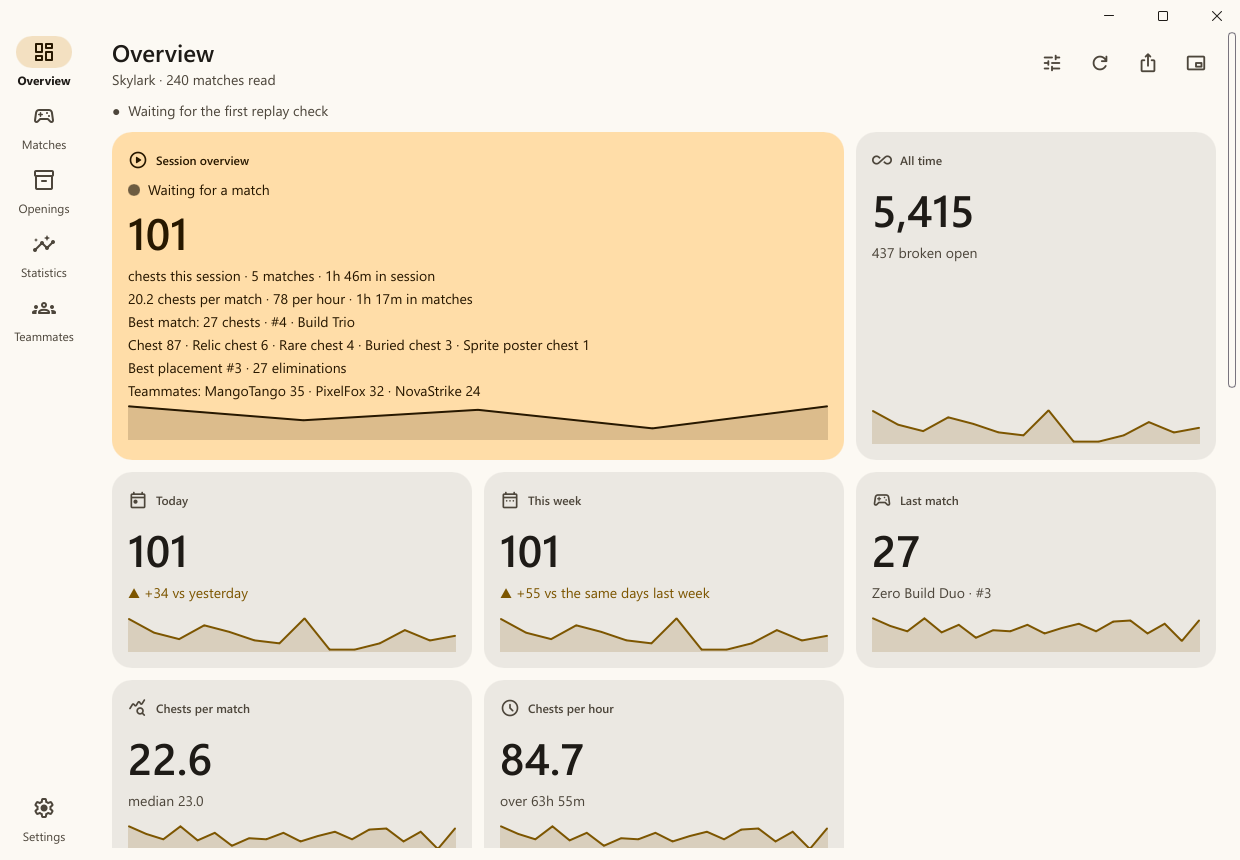 Overview
Matches
Openings
Statistics
Teammates
Settings
Overview
Skylark · 240 matches read
Waiting for the first replay check
Session overview
Waiting for a match
101
chests this session · 5 matches · 1h 46m in session
20.2 chests per match · 78 per hour · 1h 17m in matches
Best match: 27 chests · #4 · Build Trio
Chest 87 · Relic chest 6 · Rare chest 4 · Buried chest 3 · Sprite poster chest 1
Best placement #3 · 27 eliminations
Teammates: MangoTango 35 · PixelFox 32 · NovaStrike 24
All time
5,415
437 broken open
Today
101
▲ +34 vs yesterday
This week
101
▲ +55 vs the same days last week
Last match
27
Zero Build Duo · #3
Chests per match
22.6
median 23.0
Chests per hour
84.7
over 63h 55m